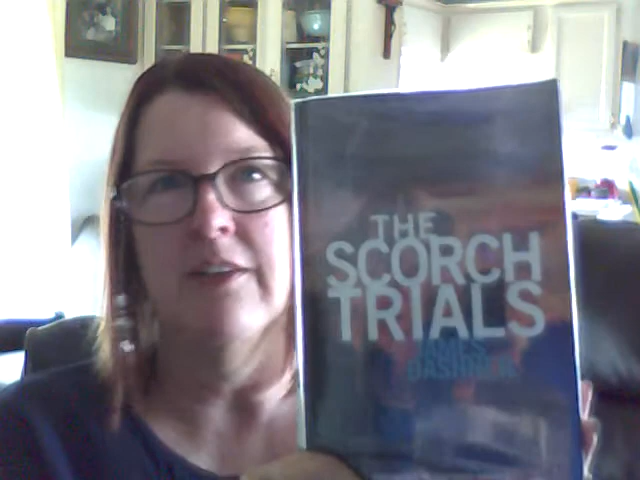 THE
SCORCH
TRIALS
JAMES
DASHNER